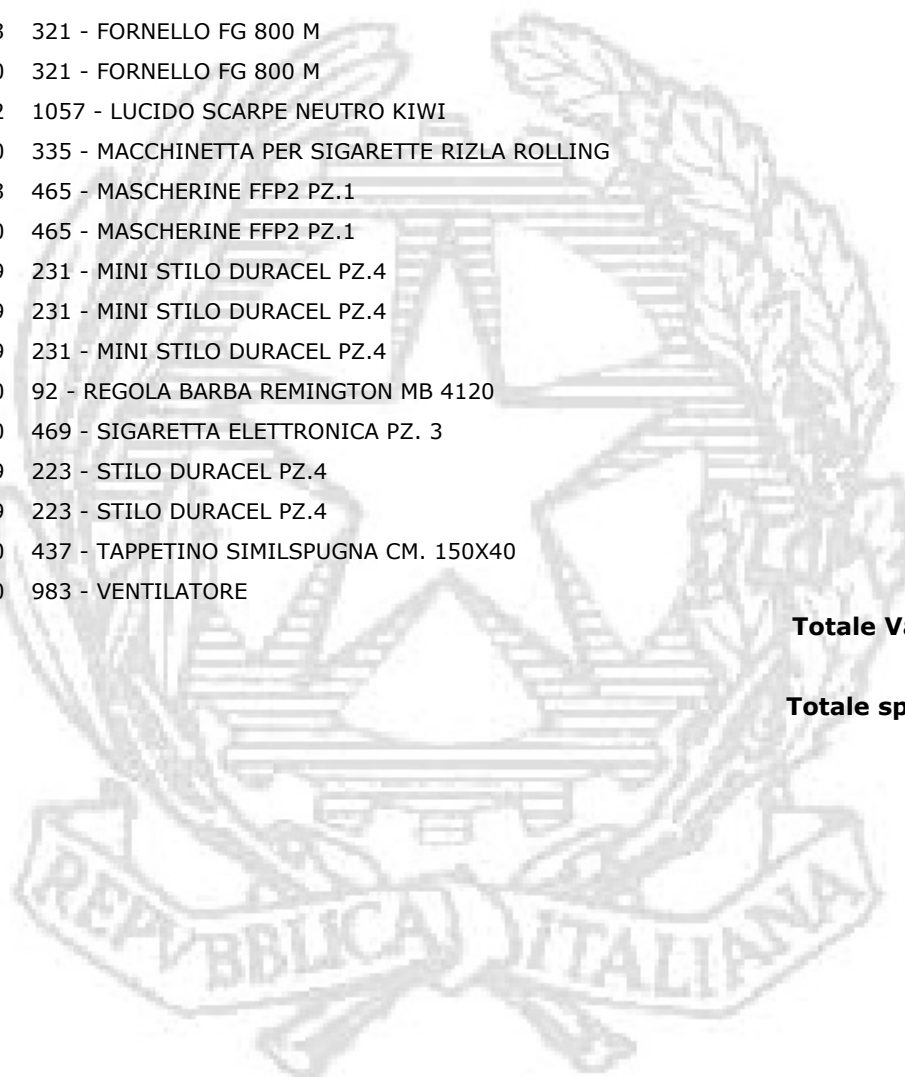 321 - FORNELLO FG 800 M
321 - FORNELLO FG 800 M
1057 - LUCIDO SCARPE NEUTRO KIWI
335 - MACCHINETTA PER SIGARETTE RIZLA ROLLING
465 - MASCHERINE FFP2 PZ.1
465 - MASCHERINE FFP2 PZ.1
231 - MINI STILO DURACEL PZ.4
231 - MINI STILO DURACEL PZ.4
231 - MINI STILO DURACEL PZ.4
92 - REGOLA BARBA REMINGTON MB 4120
469 - SIGARETTA ELETTRONICA PZ. 3
223 - STILO DURACEL PZ.4
223 - STILO DURACEL PZ.4
437 - TAPPETINO SIMILSPUGNA CM. 150X40
983 - VENTILATORE
Totale
Totale
REPVBBLICA ITALIANA